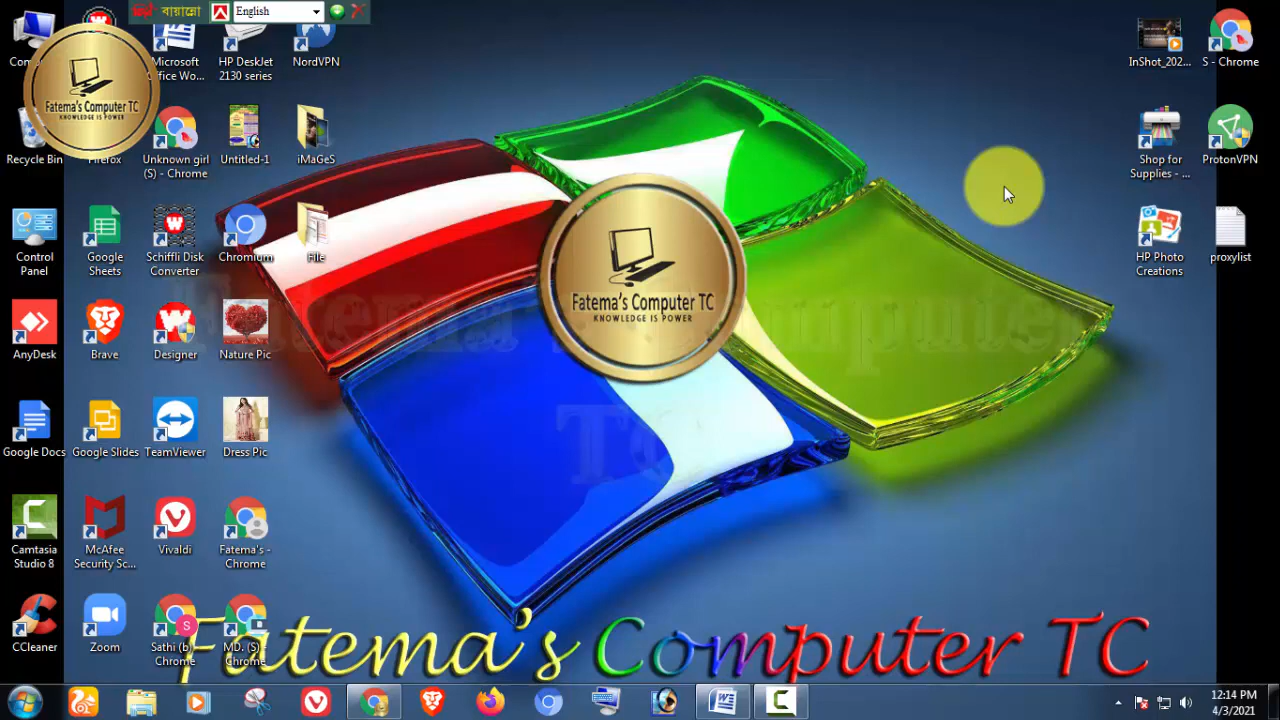 বায়ান্নো
English
Com
Microsoft Office Wo...
HP DeskJet 2130 series
NordVPN
InShot_202...
S - Chrome
Fatema's Computer TC
KNOWLEDGE IS POWER
Recycle Bin
Firefox
Unknown girl (S) - Chrome
Untitled-1
iMaGeS
Shop for Supplies - ...
ProtonVPN
Control Panel
Google Sheets
Schiffli Disk Converter
Chromium
File
HP Photo Creations
proxylist
Fatema's Computer TC
KNOWLEDGE IS POWER
Fatema's Computer
TC
AnyDesk
Brave
Designer
Nature Pic
Google Docs
Google Slides
TeamViewer
Dress Pic
Camtasia Studio 8
McAfee Security Sc...
Vivaldi
Fatema's - Chrome
CCleaner
Zoom
Sathi (b) - Chrome
MD. (S) - Chrome
Fatema's Computer TC
12:14 PM
4/3/2021